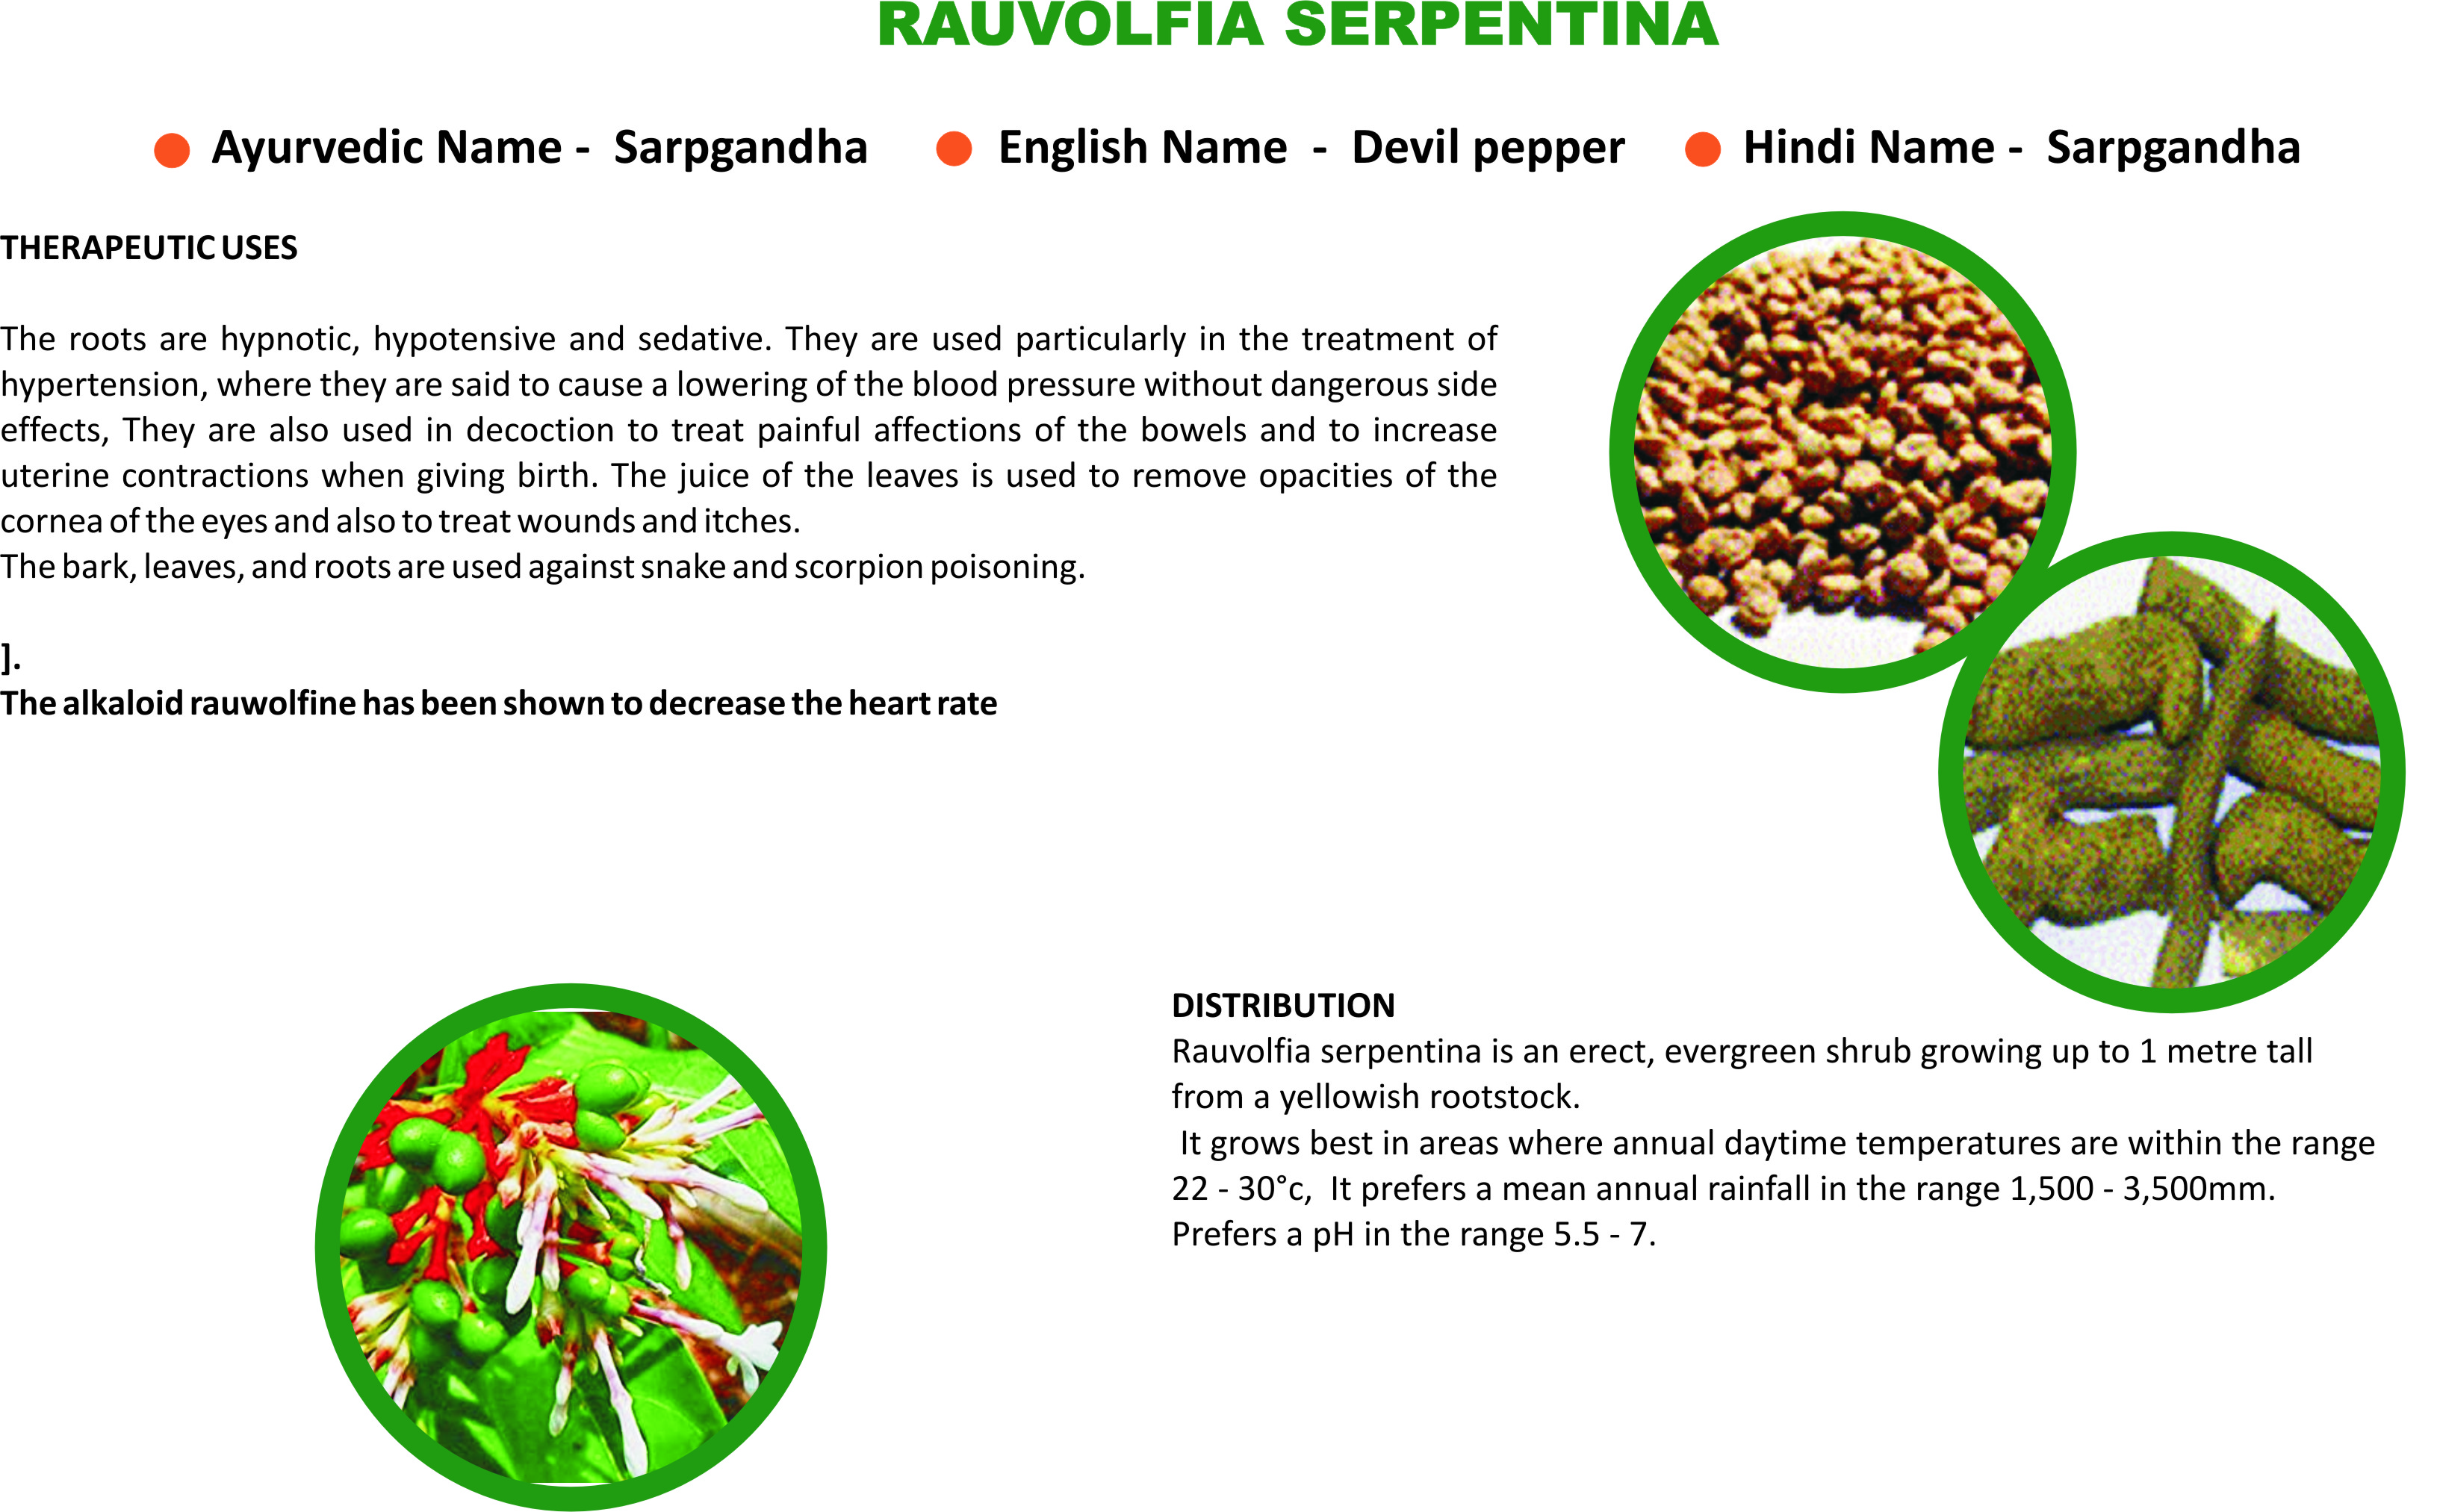 RAUVOLFIA SERPENTINA
Ayurvedic Name - Sarpgandha
English Name - Devil pepper
Hindi Name - Sarpgandha
THERAPEUTIC USES
The roots are hypnotic, hypotensive and sedative. They are used particularly in the treatment of
hypertension, where they are said to cause a lowering of the blood pressure without dangerous side
effects, They are also used in decoction to treat painful affections of the bowels and to increase
uterine contractions when giving birth. The juice of the leaves is used to remove opacities of the
cornea of the eyes and also to treat wounds and itches.
The bark, leaves, and roots are used against snake and scorpion poisoning.
].
The alkaloid rauwolfine has been shown to decrease the heart rate
DISTRIBUTION
Rauvolfia serpentina is an erect, evergreen shrub growing up to 1 metre tall
from a yellowish rootstock.
It grows best in areas where annual daytime temperatures are within the range
22 - 30°c, It prefers a mean annual rainfall in the range 1,500 - 3,500mm.
Prefers a pH in the range 5.5 - 7.